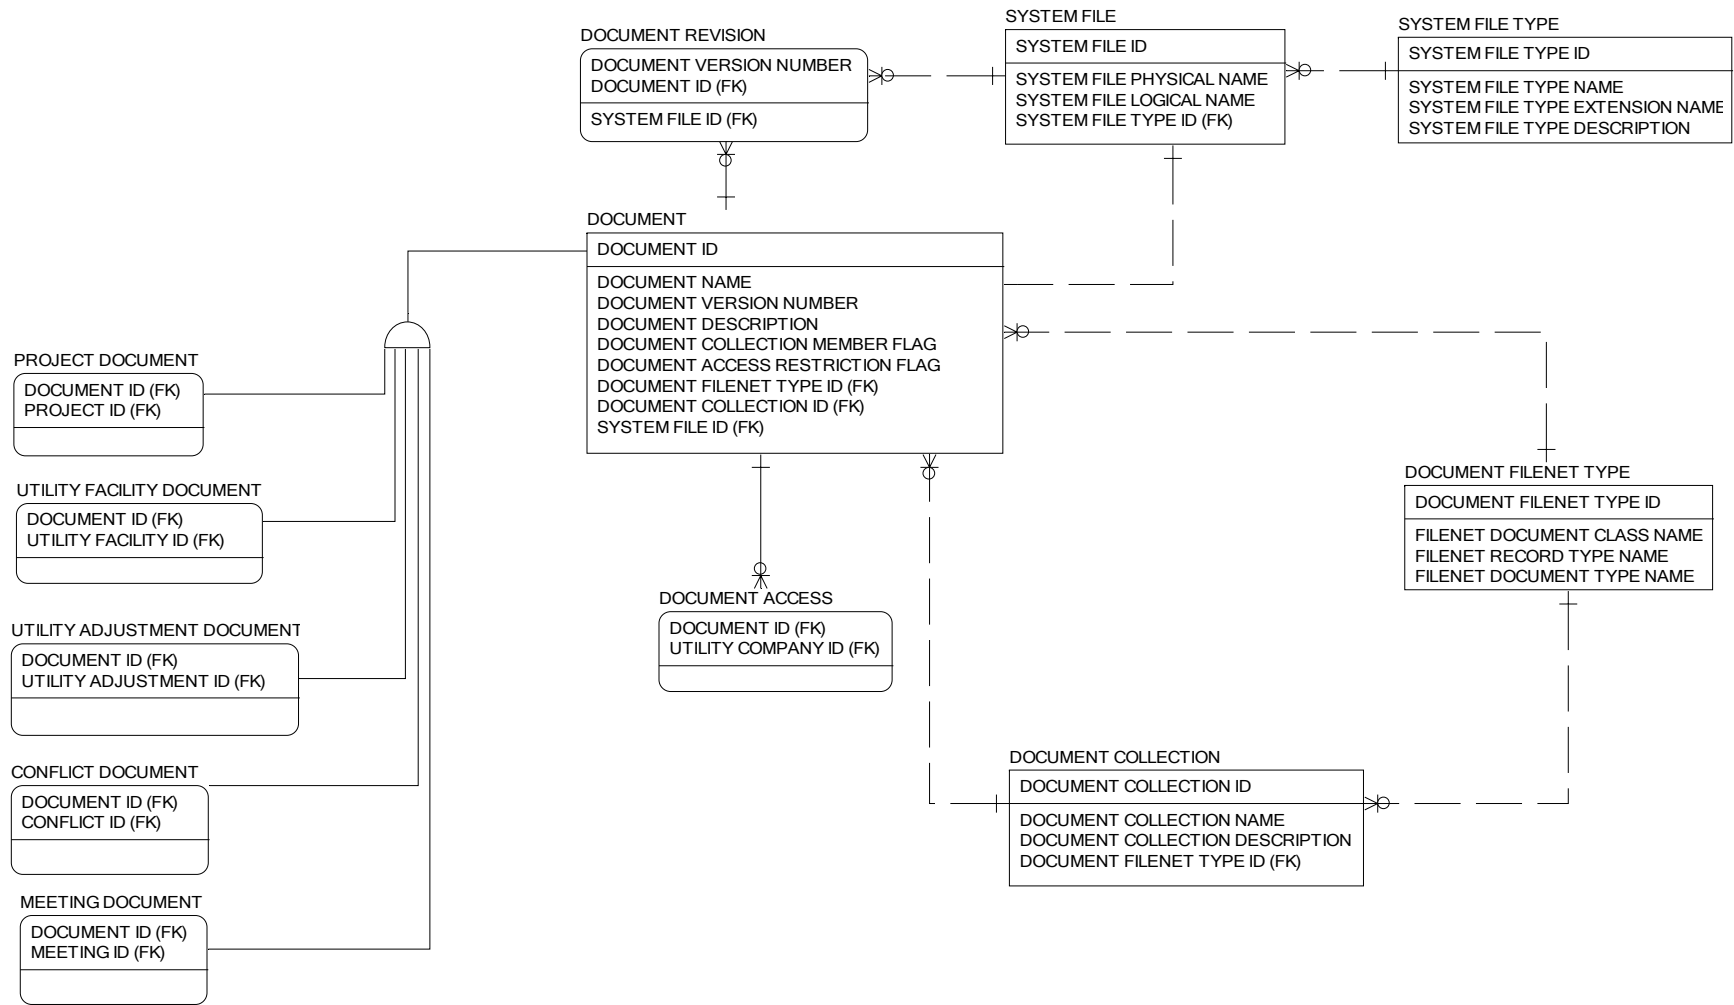 SYSTEM FILE
SYSTEM FILE ID
SYSTEM FILE PHYSICAL NAME
SYSTEM FILE LOGICAL NAME
SYSTEM FILE TYPE ID (FK)
SYSTEM FILE TYPE
SYSTEM FILE TYPE ID
SYSTEM FILE TYPE NAME
SYSTEM FILE TYPE EXTENSION NAME
SYSTEM FILE TYPE DESCRIPTION
DOCUMENT REVISION
DOCUMENT VERSION NUMBER
DOCUMENT ID (FK)
SYSTEM FILE ID (FK)
DOCUMENT
DOCUMENT ID
DOCUMENT NAME
DOCUMENT VERSION NUMBER
DOCUMENT DESCRIPTION
DOCUMENT COLLECTION MEMBER FLAG
DOCUMENT ACCESS RESTRICTION FLAG
DOCUMENT FILENET TYPE ID (FK)
DOCUMENT COLLECTION ID (FK)
SYSTEM FILE ID (FK)
PROJECT DOCUMENT
DOCUMENT ID (FK)
PROJECT ID (FK)
UTILITY FACILITY DOCUMENT
DOCUMENT ID (FK)
UTILITY FACILITY ID (FK)
UTILITY ADJUSTMENT DOCUMENT
DOCUMENT ID (FK)
UTILITY ADJUSTMENT ID (FK)
CONFLICT DOCUMENT
DOCUMENT ID (FK)
CONFLICT ID (FK)
MEETING DOCUMENT
DOCUMENT ID (FK)
MEETING ID (FK)
DOCUMENT ACCESS
DOCUMENT ID (FK)
UTILITY COMPANY ID (FK)
DOCUMENT FILENET TYPE
DOCUMENT FILENET TYPE ID
FILENET DOCUMENT CLASS NAME
FILENET RECORD TYPE NAME
FILENET DOCUMENT TYPE NAME
DOCUMENT COLLECTION
DOCUMENT COLLECTION ID
DOCUMENT COLLECTION NAME
DOCUMENT COLLECTION DESCRIPTION
DOCUMENT FILENET TYPE ID (FK)